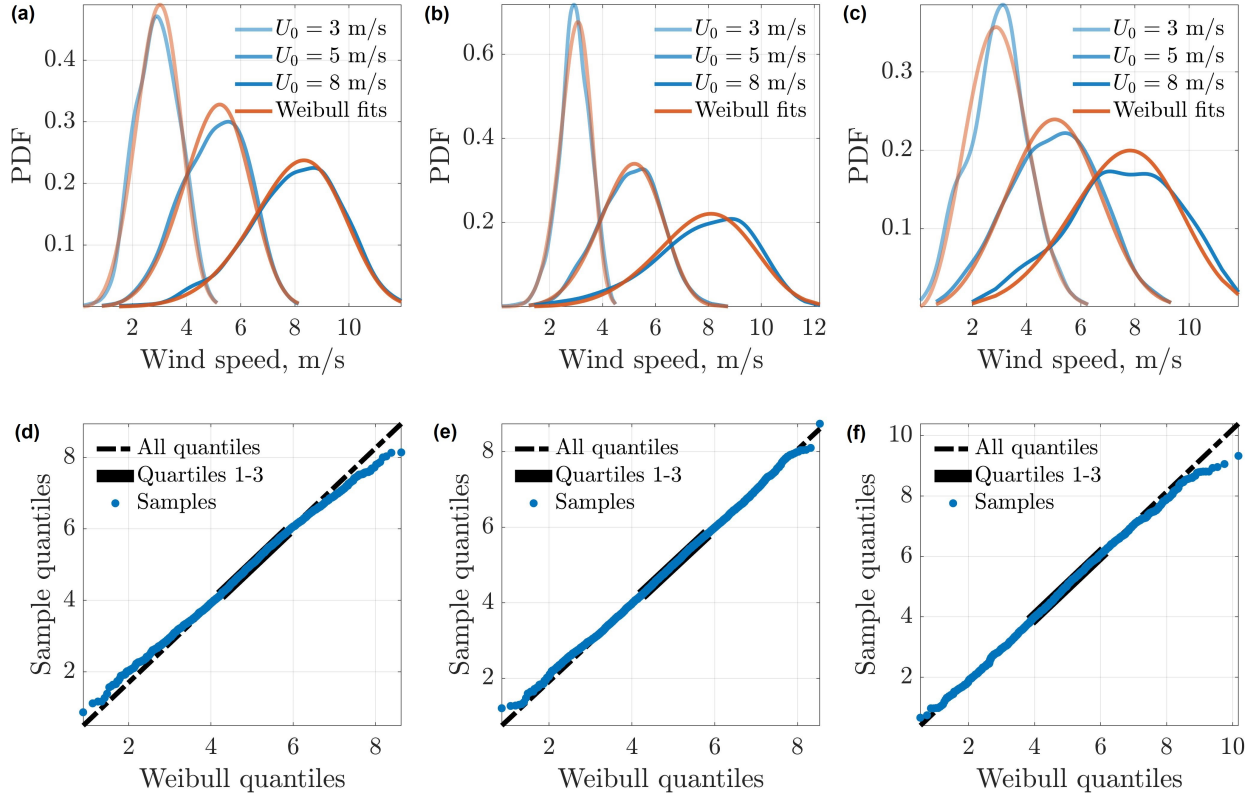 (a)
U₀ = 3 m/s
U₀ = 5 m/s
U₀ = 8 m/s
Weibull fits
0.4
0.3
0.2
0.1
PDF
2 4 6 8 10
Wind speed, m/s
(b)
U₀ = 3 m/s
U₀ = 5 m/s
U₀ = 8 m/s
Weibull fits
0.6
0.4
0.2
PDF
2 4 6 8 10 12
Wind speed, m/s
(c)
U₀ = 3 m/s
U₀ = 5 m/s
U₀ = 8 m/s
Weibull fits
0.3
0.2
0.1
PDF
2 4 6 8 10
Wind speed, m/s
(d)
All quantiles
Quartiles 1-3
Samples
8
6
4
2
Sample quantiles
2 4 6 8
Weibull quantiles
(e)
All quantiles
Quartiles 1-3
Samples
8
6
4
2
Sample quantiles
2 4 6 8
Weibull quantiles
(f)
All quantiles
Quartiles 1-3
Samples
10
8
6
4
2
Sample quantiles
2 4 6 8 10
Weibull quantiles